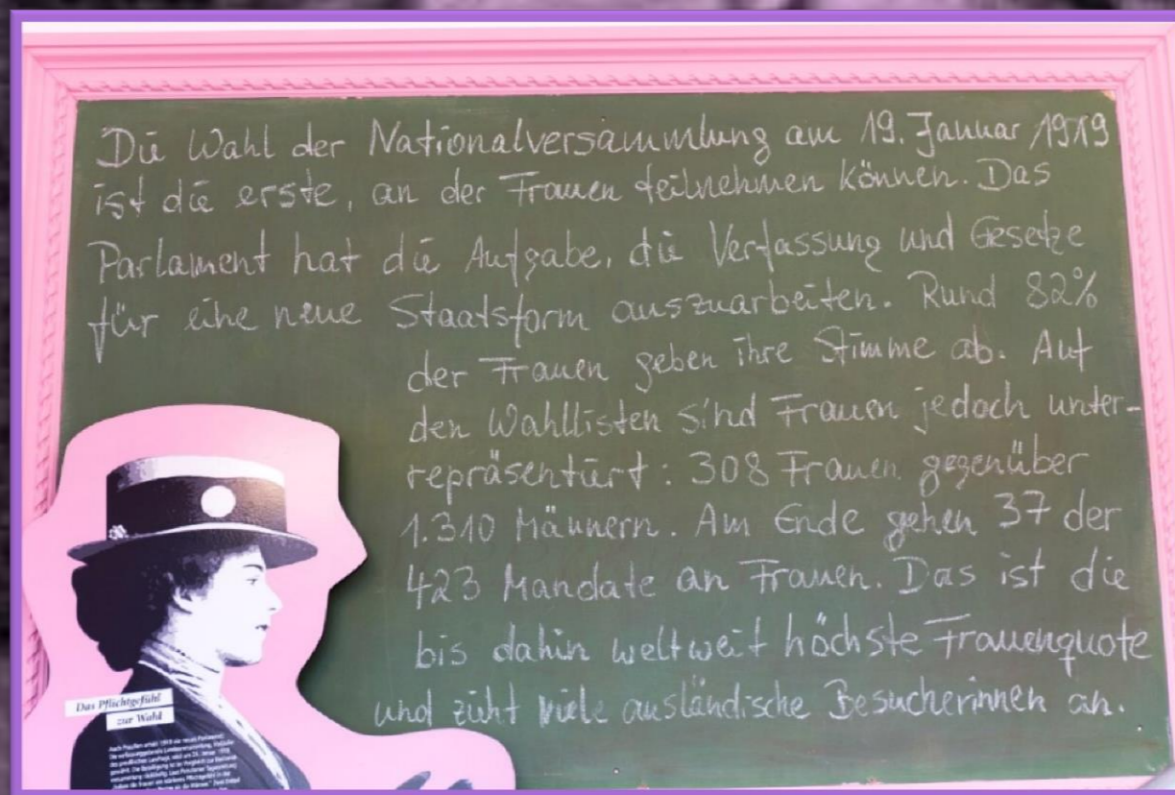 Die Wahl der Nationalversammlung am 19. Januar 1919
ist die erste, an der Frauen teilnehmen können. Das
Parlament hat die Aufgabe, die Verfassung und Gesetze
für eine neue Staatsform auszuarbeiten. Rund 82%
der Frauen geben ihre Stimme ab. Auf
den Wahllisten sind Frauen jedoch unter-
repräsentiert: 308 Frauen gegenüber
1.310 Männern. Am Ende gehen 37 der
423 Mandate an Frauen. Das ist die
bis dahin weltweit höchste Frauenquote
und zieht viele ausländische Besucherinnen an.
Das Pflichtgefühl
zur Wahl